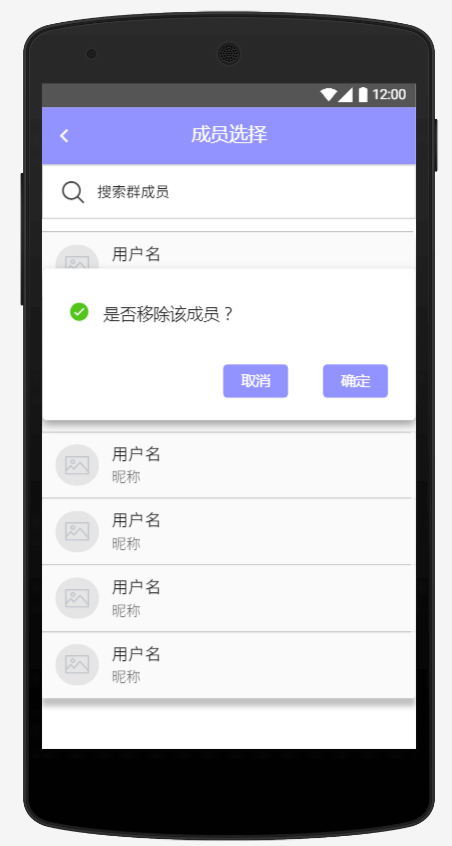 12:00
成员选择
搜索群成员
用户名
是否移除该成员？
取消 确定
用户名
昵称
用户名
昵称
用户名
昵称
用户名
昵称